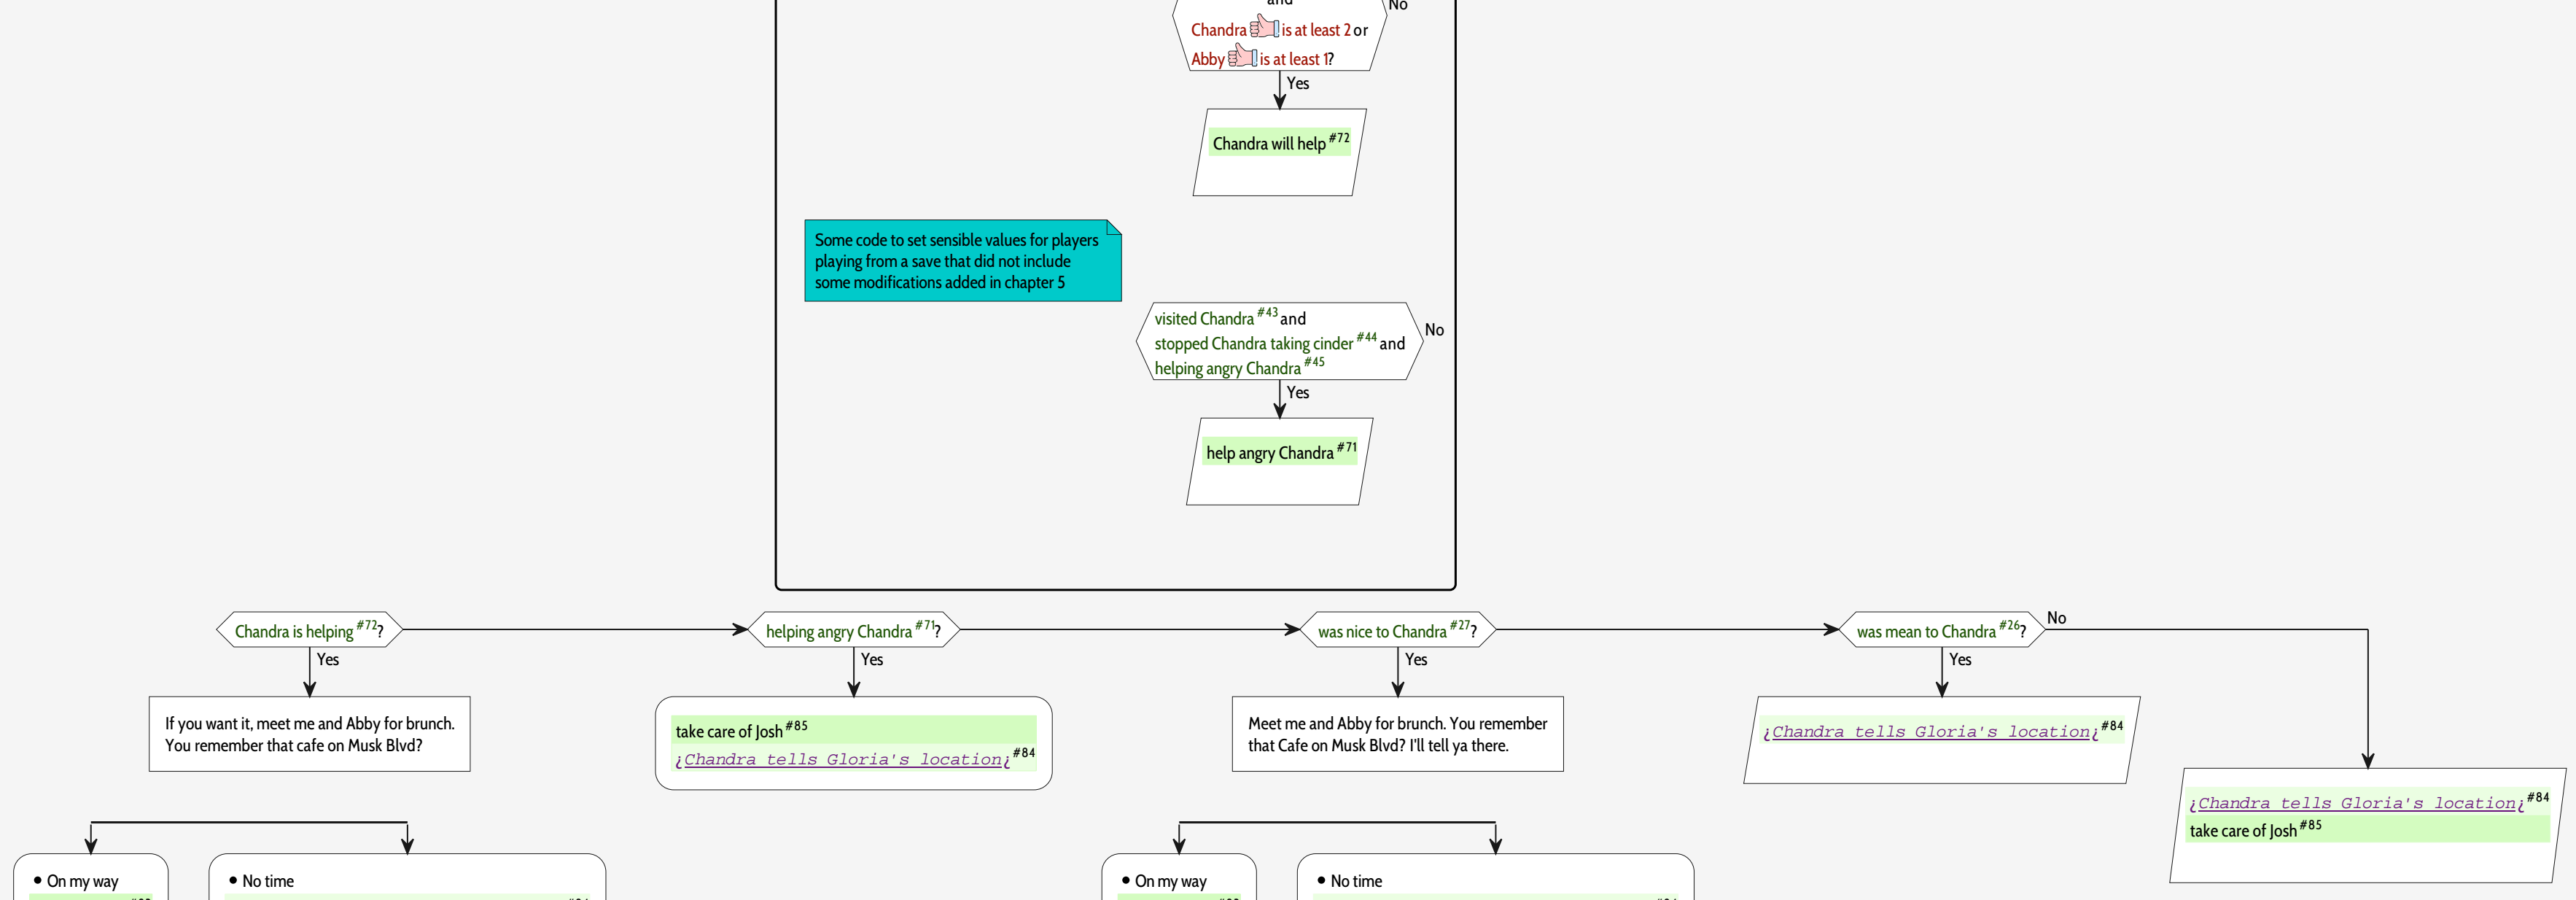 and
No
Chandra is at least 2 or
Abby is at least 1?
Yes
Chandra will help #72
Some code to set sensible values for players
playing from a save that did not include
some modifications added in chapter 5
visited Chandra #43 and
stopped Chandra taking cinder #44 and
helping angry Chandra #45
No
Yes
help angry Chandra #71
Chandra is helping #72?
helping angry Chandra #71?
was nice to Chandra #27?
was mean to Chandra #26?
No
Yes
Yes
Yes
Yes
If you want it, meet me and Abby for brunch.
You remember that cafe on Musk Blvd?
take care of Josh #85
¿Chandra tells Gloria's location¿ #84
Meet me and Abby for brunch. You remember
that Cafe on Musk Blvd? I'll tell ya there.
¿Chandra tells Gloria's location¿ #84
¿Chandra tells Gloria's location¿ #84
take care of Josh #85
• On my way
• No time
• On my way
• No time